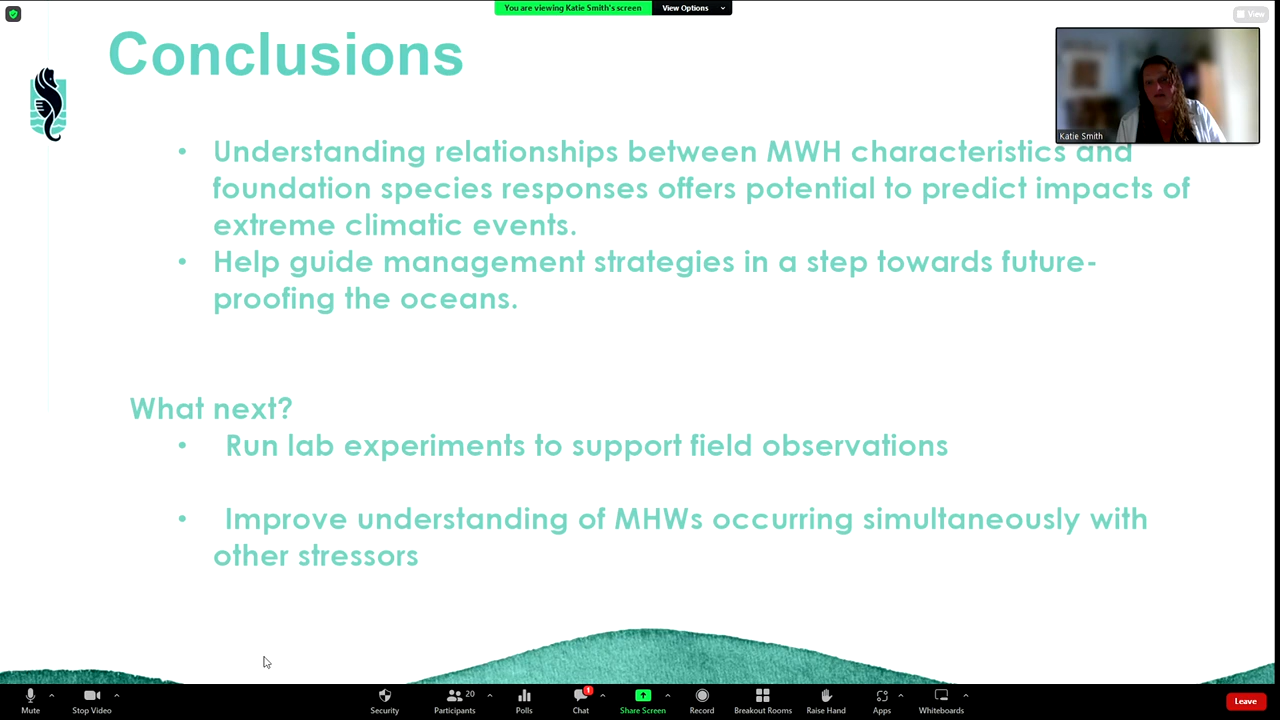 You are viewing Katie Smith's screen
View Options
View
Conclusions
Katie Smith
• Understanding relationships between MWH characteristics and
foundation species responses offers potential to predict impacts of
extreme climatic events.
• Help guide management strategies in a step towards future-
proofing the oceans.
What next?
• Run lab experiments to support field observations
• Improve understanding of MHWs occurring simultaneously with
other stressors
Mute
Stop Video
Security
Participants 20
Polls
Chat 1
Share Screen
Record
Breakout Rooms
Raise Hand
Apps
Whiteboards
Leave